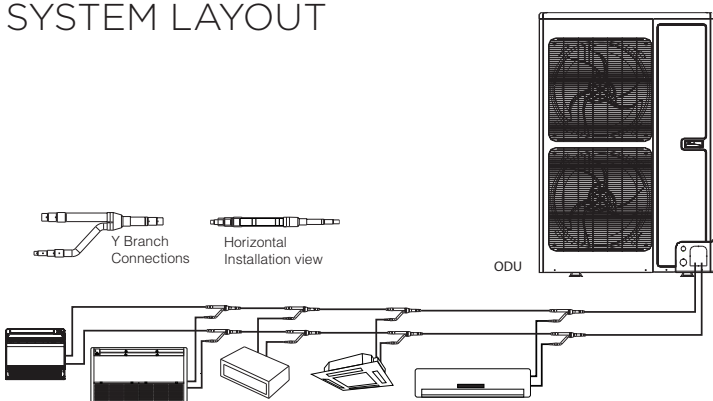 SYSTEM LAYOUT
Y Branch
Connections
Horizontal
Installation view
ODU